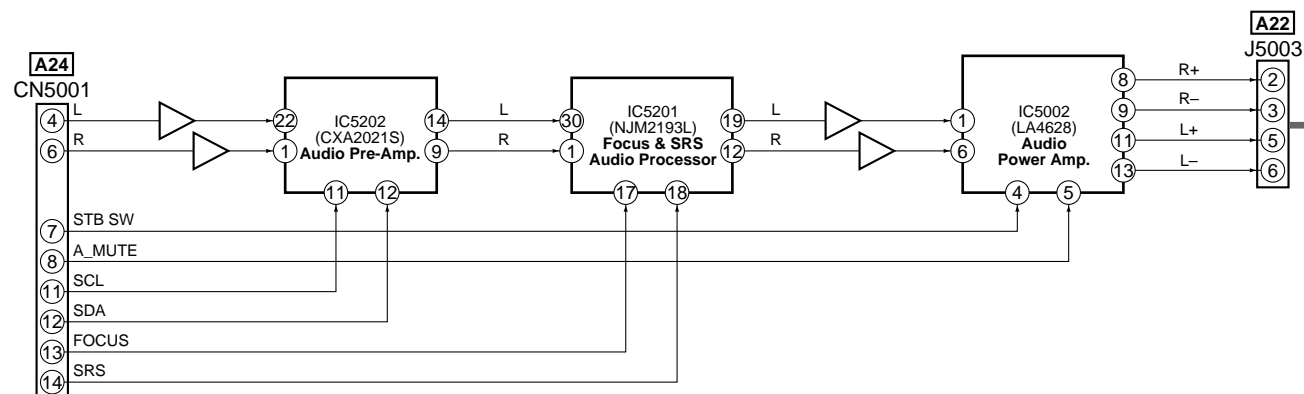 A24
CN5001
4 L
6 R
7 STB SW
8 A_MUTE
11 SCL
12 SDA
13 FOCUS
14 SRS
22
1
IC5202
(CXA2021S)
Audio Pre-Amp.
14 L
9 R
11 12
30
1
IC5201
(NJM2193L)
Focus & SRS
Audio Processor
19 L
12 R
17 18
1
6
IC5002
(LA4628)
Audio
Power Amp.
8 R+
9 R–
11 L+
13 L–
4 5
A22
J5003
2
3
5
6